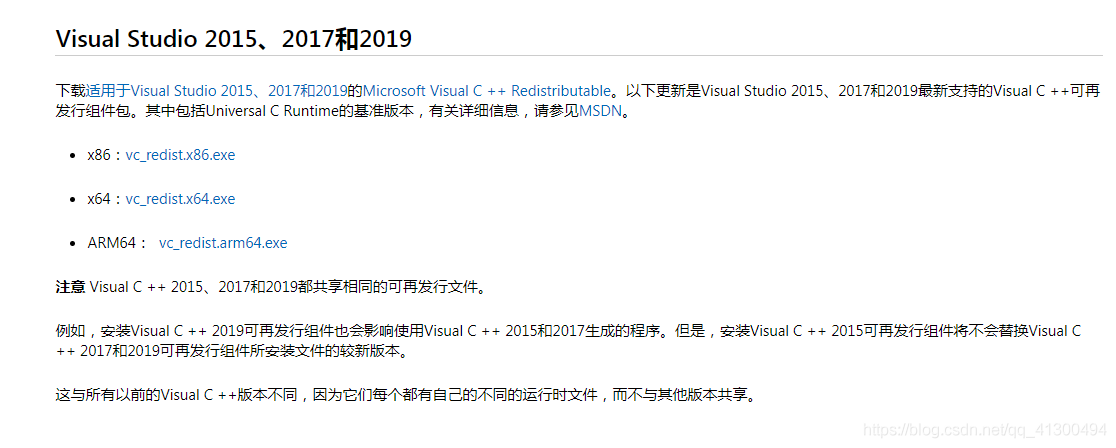 Visual Studio 2015、2017和2019
下载适用于Visual Studio 2015、2017和2019的Microsoft Visual C ++ Redistributable。以下更新是Visual Studio 2015、2017和2019最新支持的Visual C ++可再
发行组件包。其中包括Universal C Runtime的基准版本，有关详细信息，请参见MSDN。
• x86：vc_redist.x86.exe
• x64：vc_redist.x64.exe
• ARM64： vc_redist.arm64.exe
注意 Visual C ++ 2015、2017和2019都共享相同的可再发行文件。
例如，安装Visual C ++ 2019可再发行组件也会影响使用Visual C ++ 2015和2017生成的程序。但是，安装Visual C ++ 2015可再发行组件将不会替换Visual C
++ 2017和2019可再发行组件所安装文件的较新版本。
这与所有以前的Visual C ++版本不同，因为它们每个都有自己的不同的运行时文件，而不与其他版本共享。
https://blog.csdn.net/qq_41300494